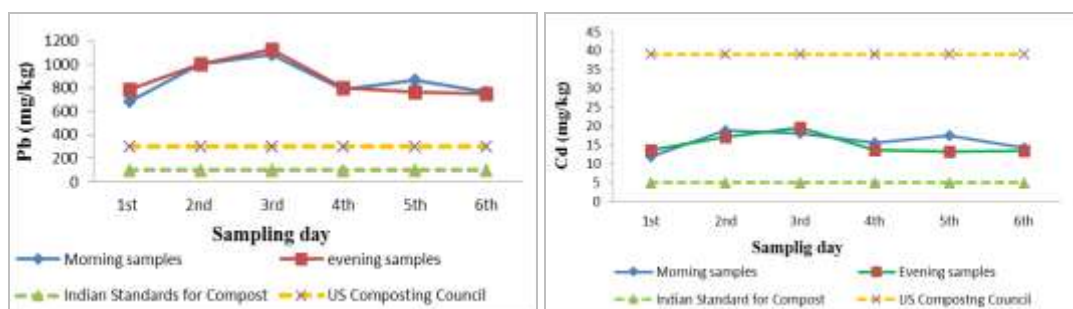 1200
1000
800
600
400
200
0
Pb (mg/kg)
1st 2nd 3rd 4th 5th 6th
Sampling day
Morning samples evening samples
Indian Standards for Compost US Composting Council
45
40
35
30
25
20
15
10
5
0
Cd (mg/kg)
1st 2nd 3rd 4th 5th 6th
Samplig day
Morning samples Evening samples
Indian Standard for Compost US Compostng Council